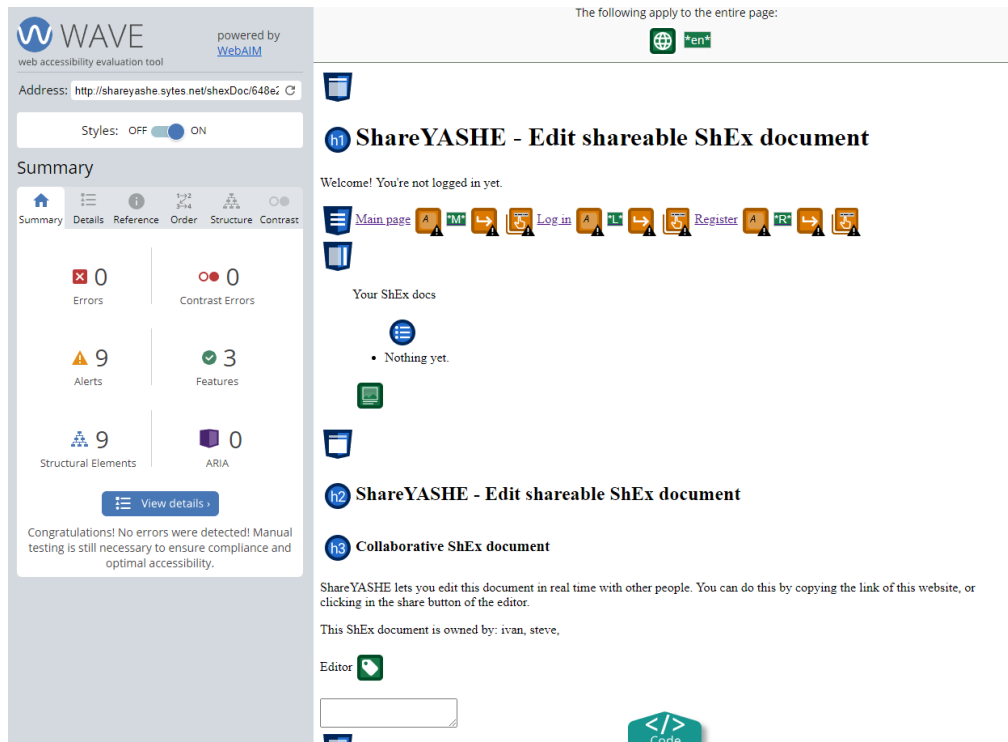 The following apply to the entire page:
*en*
WAVE
powered by
WebAIM
web accessibility evaluation tool
Address: http://shareyashe.sytes.net/shexDoc/648e2
Styles: OFF ON
Summary
Summary Details Reference Order Structure Contrast
0
Errors
0
Contrast Errors
9
Alerts
3
Features
9
Structural Elements
0
ARIA
View details ›
Congratulations! No errors were detected! Manual
testing is still necessary to ensure compliance and
optimal accessibility.
h1 ShareYASHE - Edit shareable ShEx document
Welcome! You're not logged in yet.
Main page A *M* Log in A *L* Register A *R*
Your ShEx docs
• Nothing yet.
h2 ShareYASHE - Edit shareable ShEx document
h3 Collaborative ShEx document
ShareYASHE lets you edit this document in real time with other people. You can do this by copying the link of this website, or
clicking in the share button of the editor.
This ShEx document is owned by: ivan, steve,
Editor
</>
Code